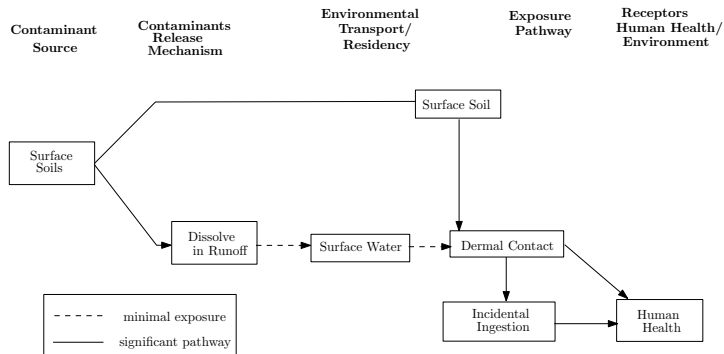 Contaminant
Source
Contaminants
Release
Mechanism
Environmental
Transport/
Residency
Exposure
Pathway
Receptors
Human Health/
Environment
Surface Soil
Surface
Soils
Dissolve
in Runoff
Surface Water
Dermal Contact
Incidental
Ingestion
Human
Health
minimal exposure
significant pathway